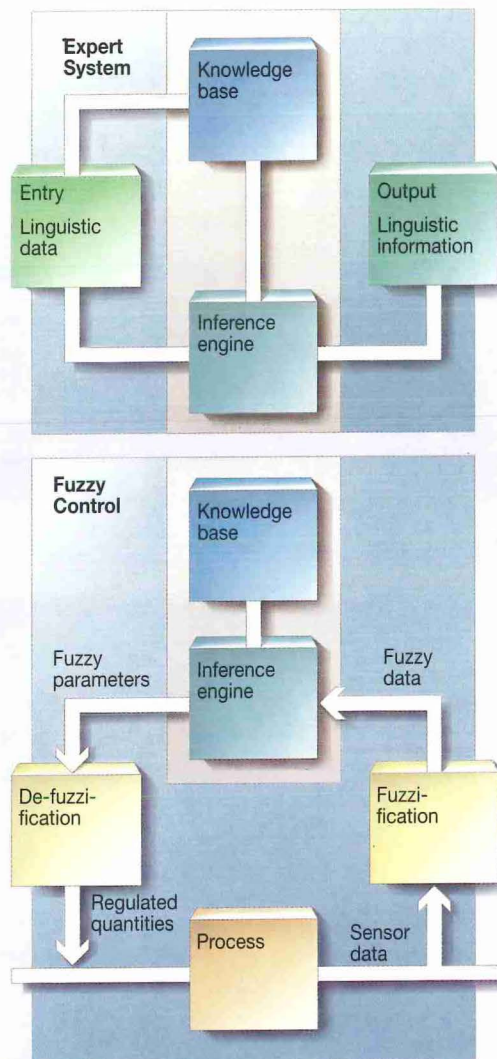 Expert
System
Knowledge
base
Entry
Linguistic
data
Output
Linguistic
information
Inference
engine
Fuzzy
Control
Knowledge
base
Fuzzy
parameters
Inference
engine
Fuzzy
data
De-fuzzi-
fication
Fuzzi-
fication
Regulated
quantities
Process
Sensor
data